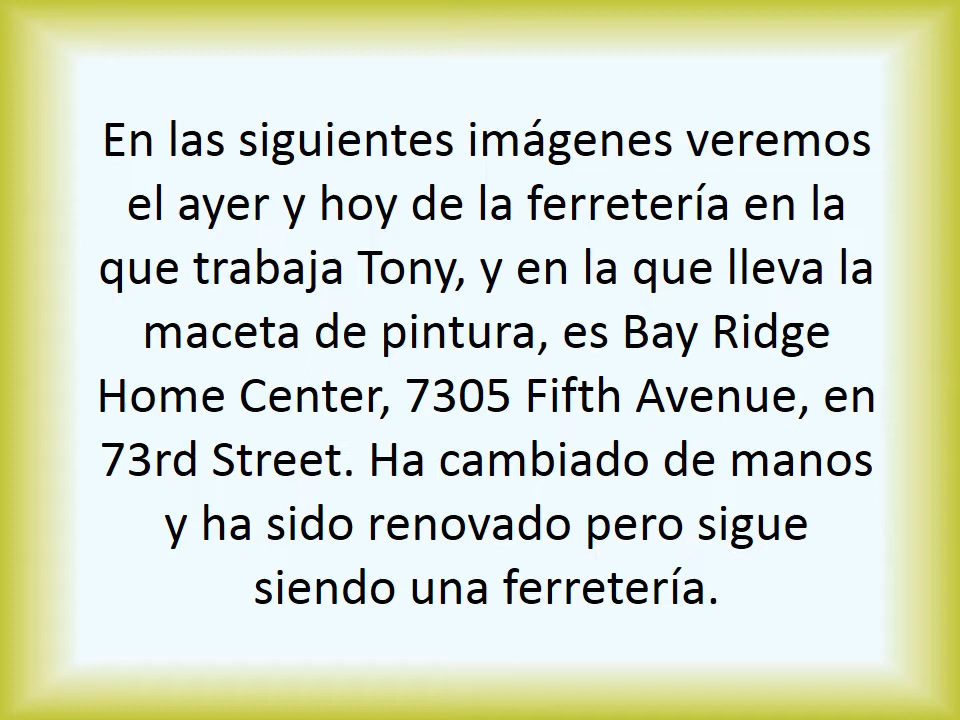 En las siguientes imágenes veremos
el ayer y hoy de la ferretería en la
que trabaja Tony, y en la que lleva la
maceta de pintura, es Bay Ridge
Home Center, 7305 Fifth Avenue, en
73rd Street. Ha cambiado de manos
y ha sido renovado pero sigue
siendo una ferretería.